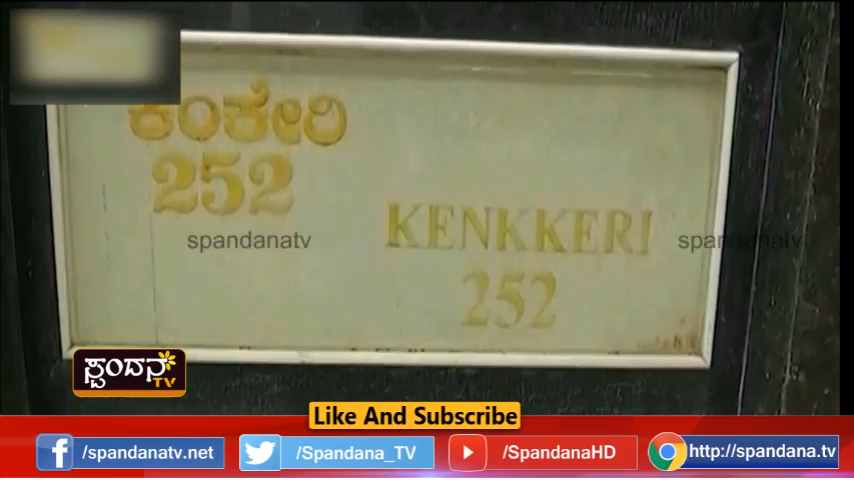 ಕೆಂಕೇರಿ
252
KENKKERI
252
spandanatv
spandanatv
ಸ್ಪಂದನ
TV
Like And Subscribe
/spandanatv.net
/Spandana_TV
/SpandanaHD
http://spandana.tv